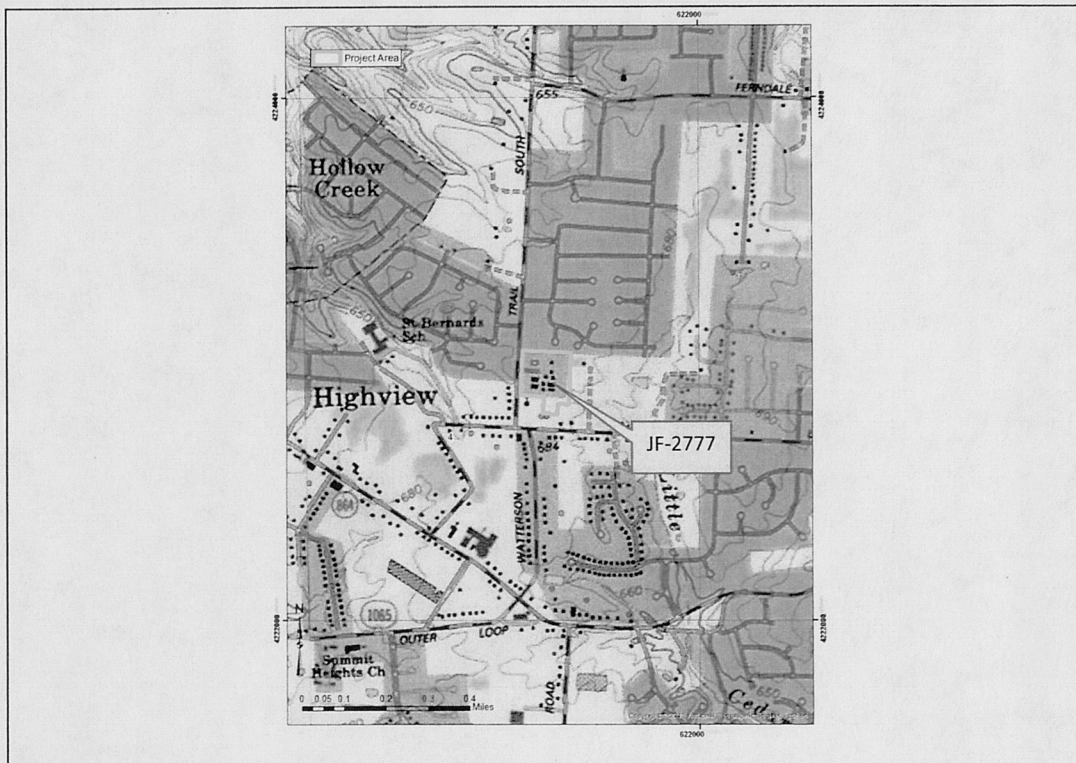 622000
Project Area
4224000
4224000
650
655
FERNDALE
SOUTH
Hollow
Creek
680
TRAIL
650
St Bernards
Sch
Highview
684
JF-2777
Little
864
680
WATTERSON
660
1065
N
4222000
4222000
OUTER LOOP
Summit
Heights Ch
ROAD
650
Ced
0 0.05 0.1 0.2 0.3 0.4
Miles
622000